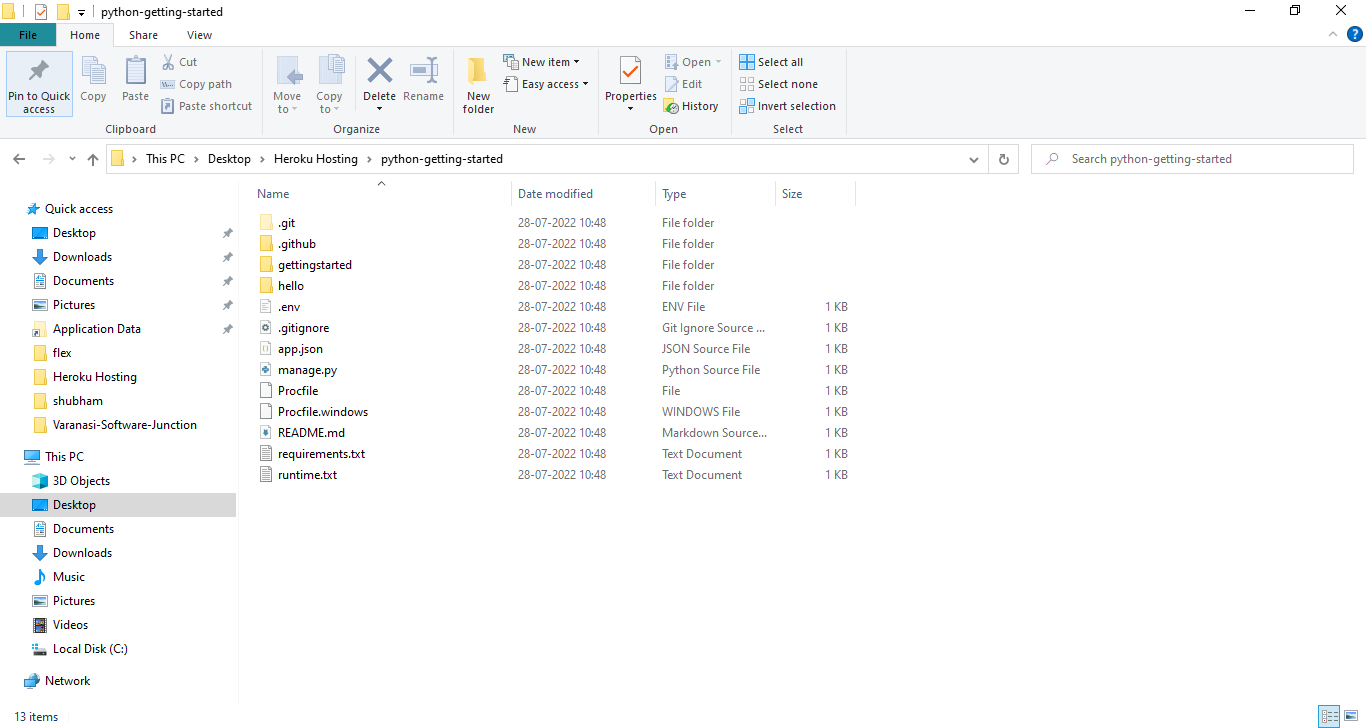 python-getting-started
File Home Share View
Pin to Quick access
Copy
Paste
Cut
Copy path
Paste shortcut
Clipboard
Move to
Copy to
Delete
Rename
Organize
New folder
New item
Easy access
New
Properties
Open
Edit
History
Open
Select all
Select none
Invert selection
Select
This PC Desktop Heroku Hosting python-getting-started
Search python-getting-started
Quick access
Desktop
Downloads
Documents
Pictures
Application Data
flex
Heroku Hosting
shubham
Varanasi-Software-Junction
This PC
3D Objects
Desktop
Documents
Downloads
Music
Pictures
Videos
Local Disk (C:)
Network
Name Date modified Type Size
.git 28-07-2022 10:48 File folder
.github 28-07-2022 10:48 File folder
gettingstarted 28-07-2022 10:48 File folder
hello 28-07-2022 10:48 File folder
.env 28-07-2022 10:48 ENV File 1 KB
.gitignore 28-07-2022 10:48 Git Ignore Source ... 1 KB
app.json 28-07-2022 10:48 JSON Source File 1 KB
manage.py 28-07-2022 10:48 Python Source File 1 KB
Procfile 28-07-2022 10:48 File 1 KB
Procfile.windows 28-07-2022 10:48 WINDOWS File 1 KB
README.md 28-07-2022 10:48 Markdown Source... 1 KB
requirements.txt 28-07-2022 10:48 Text Document 1 KB
runtime.txt 28-07-2022 10:48 Text Document 1 KB
13 items